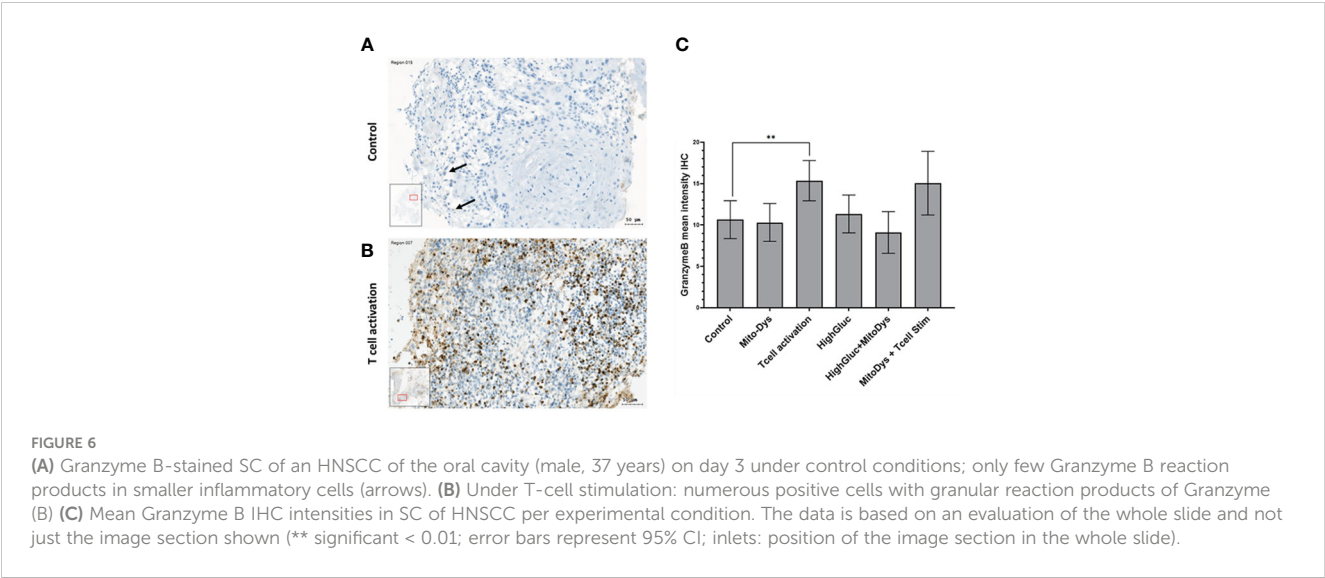 A
Region 015
Control
50 µm
B
Region 037
T cell activation
C
**
GranzymeB mean intensity IHC
20
15
10
5
0
Control
Mito-Dys
Tcell activation
HighGluc
HighGluc+MitoDys
MitoDys + Tcell Stim
FIGURE 6
(A) Granzyme B-stained SC of an HNSCC of the oral cavity (male, 37 years) on day 3 under control conditions; only few Granzyme B reaction
products in smaller inflammatory cells (arrows). (B) Under T-cell stimulation: numerous positive cells with granular reaction products of Granzyme
(B) (C) Mean Granzyme B IHC intensities in SC of HNSCC per experimental condition. The data is based on an evaluation of the whole slide and not
just the image section shown (** significant < 0.01; error bars represent 95% CI; inlets: position of the image section in the whole slide).